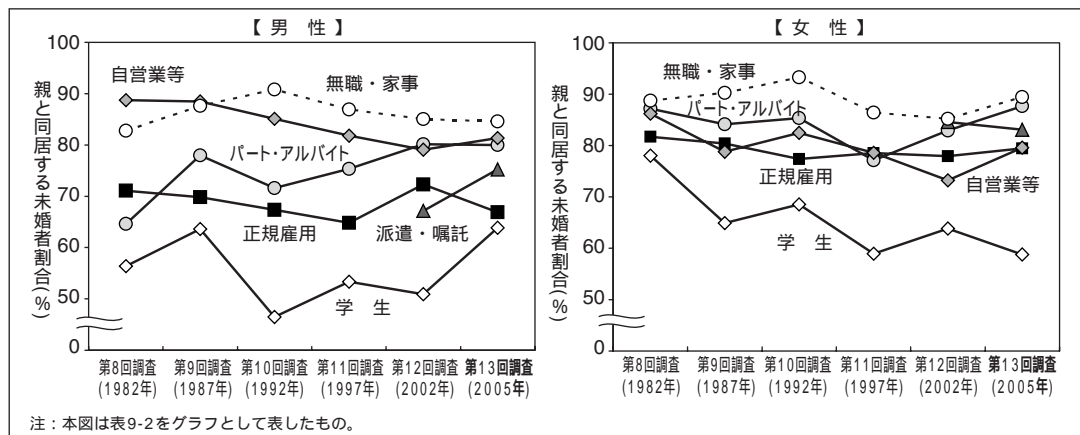 【 男　性 】
親と同居する未婚者割合(％)
100
90
80
70
60
50
0
自営業等
無職・家事
パート・アルバイト
正規雇用
派遣・嘱託
学　生
第8回調査 第9回調査 第10回調査 第11回調査 第12回調査 第13回調査
(1982年) (1987年) (1992年) (1997年) (2002年) (2005年)
【 女　性 】
親と同居する未婚者割合(％)
100
90
80
70
60
50
0
無職・家事
パート・アルバイト
正規雇用
自営業等
学　生
第8回調査 第9回調査 第10回調査 第11回調査 第12回調査 第13回調査
(1982年) (1987年) (1992年) (1997年) (2002年) (2005年)
注：本図は表9-2をグラフとして表したもの。